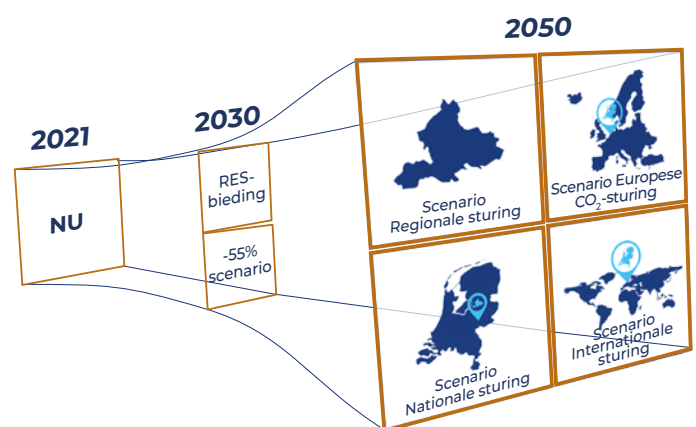 2021
2030
2050
NU
RES-
bieding
-55%
scenario
Scenario
Regionale sturing
Scenario Europese
CO₂-sturing
Scenario
Nationale sturing
Scenario
Internationale
sturing